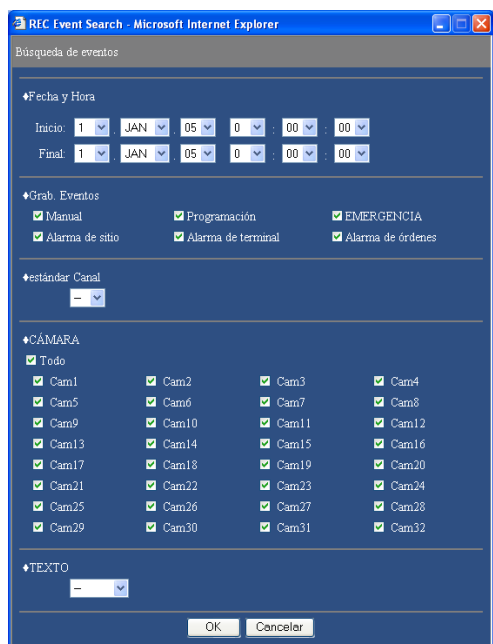 REC Event Search - Microsoft Internet Explorer
Búsqueda de eventos
♦Fecha y Hora
Inicio: 1 . JAN . 05 0 : 00 : 00
Final: 1 . JAN . 05 0 : 00 : 00
♦Grab. Eventos
Manual Programación EMERGENCIA
Alarma de sitio Alarma de terminal Alarma de órdenes
♦estándar Canal
--
♦CÁMARA
Todo
Cam1 Cam2 Cam3 Cam4
Cam5 Cam6 Cam7 Cam8
Cam9 Cam10 Cam11 Cam12
Cam13 Cam14 Cam15 Cam16
Cam17 Cam18 Cam19 Cam20
Cam21 Cam22 Cam23 Cam24
Cam25 Cam26 Cam27 Cam28
Cam29 Cam30 Cam31 Cam32
♦TEXTO
--
OK Cancelar